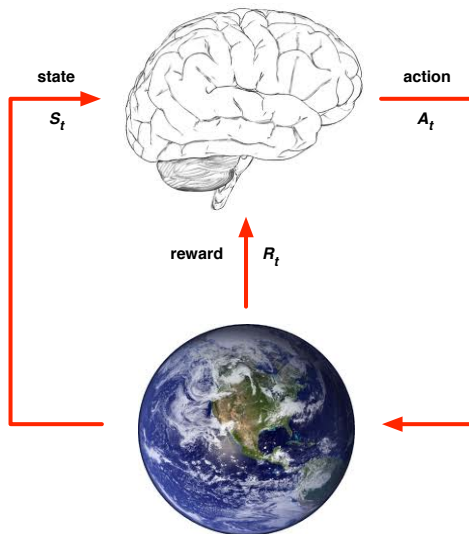 state
S_t
action
A_t
reward
R_t